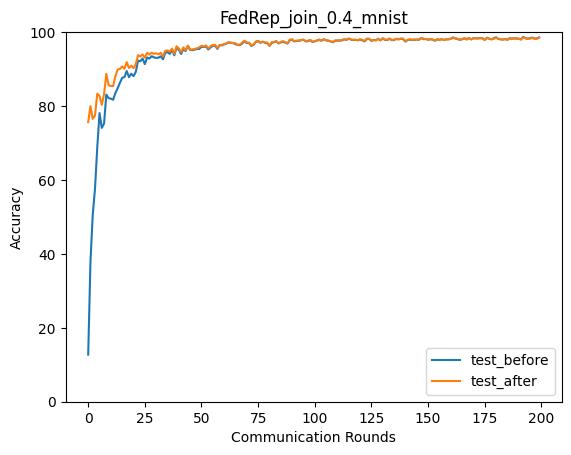 FedRep_join_0.4_mnist
Accuracy
100
80
60
40
20
0
0 25 50 75 100 125 150 175 200
Communication Rounds
test_before
test_after